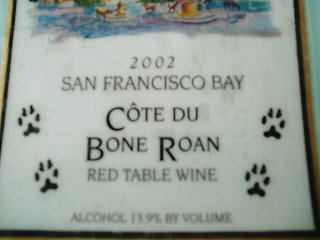 2002
SAN FRANCISCO BAY
CÔTE DU
BONE ROAN
RED TABLE WINE
ALCOHOL 13.9% BY VOLUME